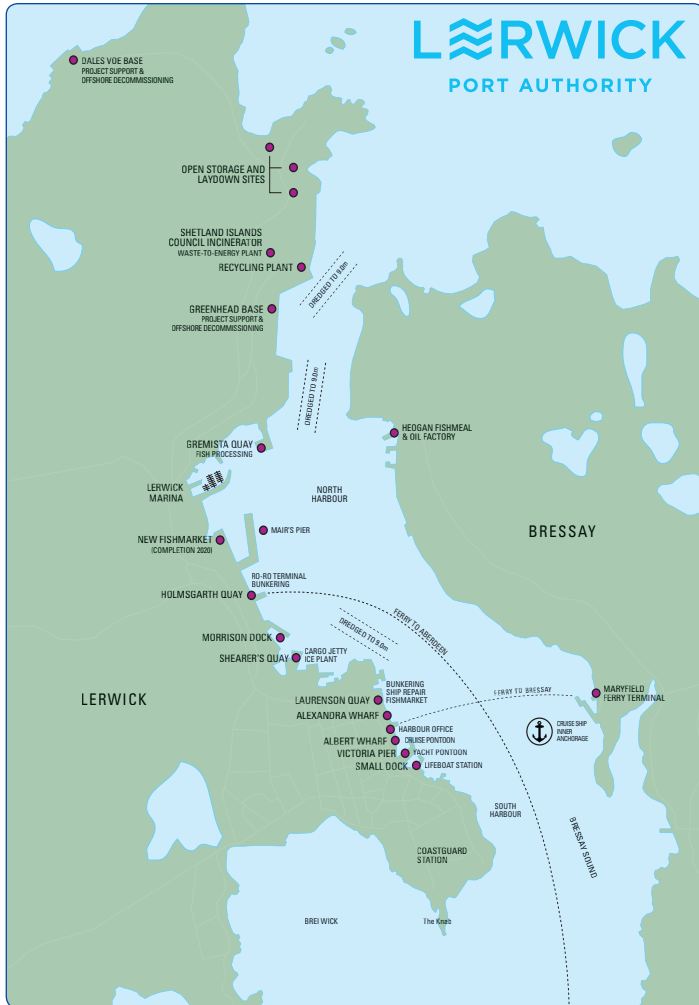 LERWICK
PORT AUTHORITY
DALES VOE BASE
PROJECT SUPPORT &
OFFSHORE DECOMMISSIONING
OPEN STORAGE AND
LAYDOWN SITES
SHETLAND ISLANDS
COUNCIL INCINERATOR
WASTE-TO-ENERGY PLANT
RECYCLING PLANT
DREDGED TO 9.0m
GREENHEAD BASE
PROJECT SUPPORT &
OFFSHORE DECOMMISSIONING
DREDGED TO 9.0m
HEOGAN FISHMEAL
& OIL FACTORY
GREMISTA QUAY
FISH PROCESSING
LERWICK
MARINA
NORTH
HARBOUR
MAIR'S PIER
BRESSAY
NEW FISHMARKET
(COMPLETION 2020)
RO-RO TERMINAL
BUNKERING
HOLMSGARTH QUAY
FERRY TO ABERDEEN
DREDGED TO 9.0m
MORRISON DOCK
SHEARER'S QUAY
CARGO JETTY
ICE PLANT
LERWICK
BUNKERING
SHIP REPAIR
FISHMARKET
LAURENSON QUAY
FERRY TO BRESSAY
MARYFIELD
FERRY TERMINAL
ALEXANDRA WHARF
HARBOUR OFFICE
CRUISE SHIP
INNER
ANCHORAGE
ALBERT WHARF
CRUISE PONTOON
VICTORIA PIER
YACHT PONTOON
SMALL DOCK
LIFEBOAT STATION
SOUTH
HARBOUR
BRESSAY SOUND
COASTGUARD
STATION
BREI WICK
The Knab